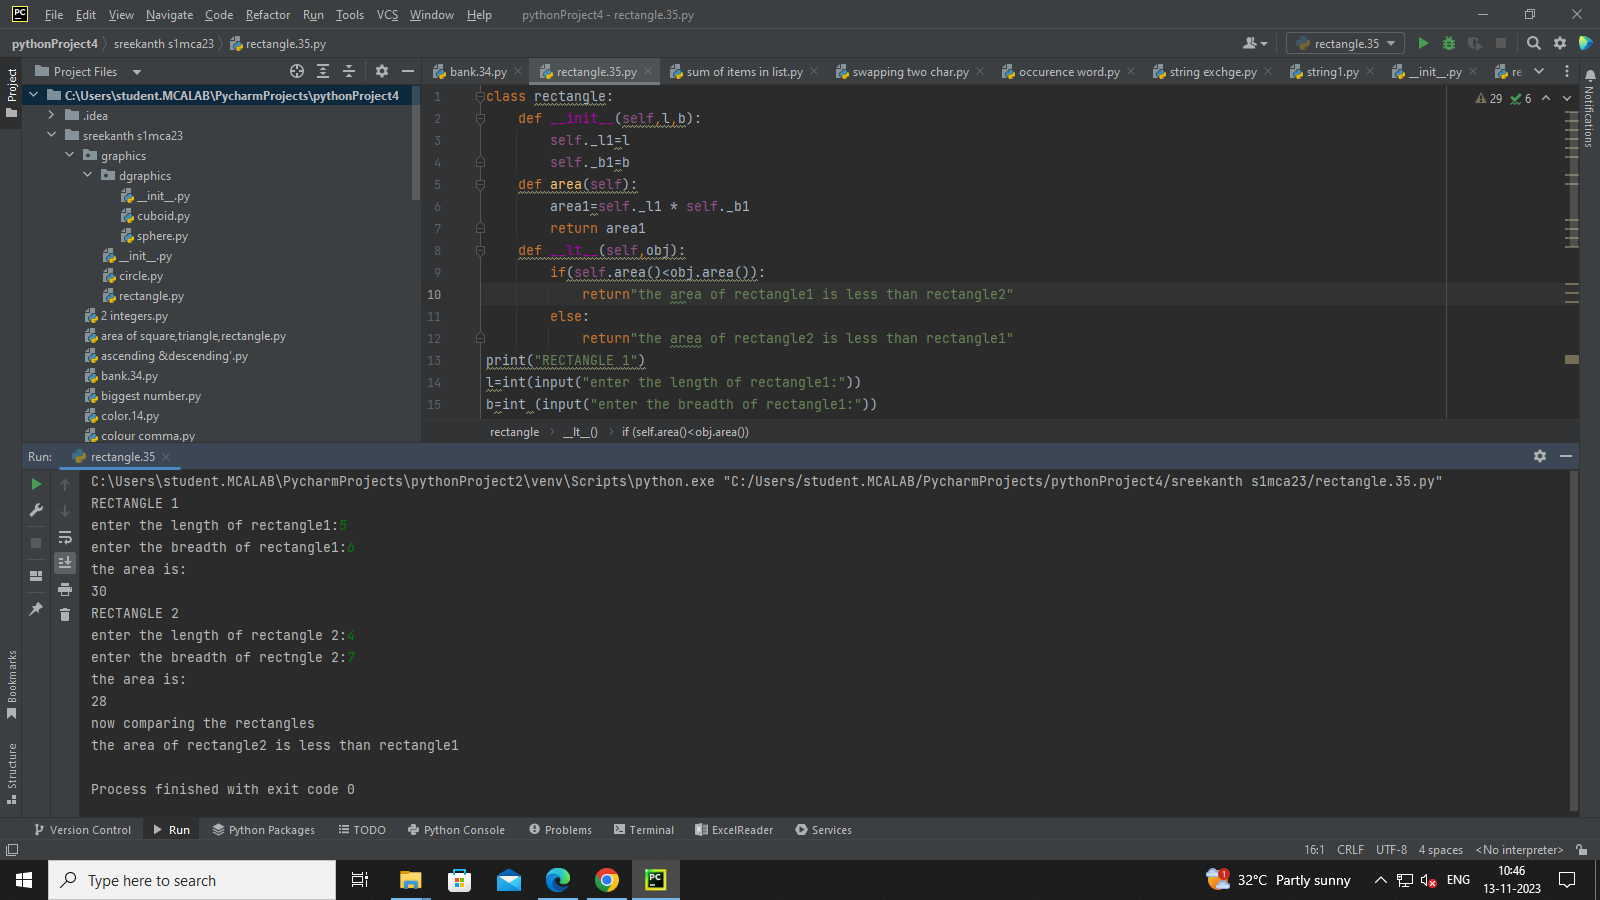 PC File Edit View Navigate Code Refactor Run Tools VCS Window Help pythonProject4 - rectangle.35.py
pythonProject4 sreekanth s1mca23 rectangle.35.py rectangle.35
Project
Project Files
bank.34.py rectangle.35.py sum of items in list.py swapping two char.py occurence word.py string exchge.py string1.py __init__.py re
Notifications
C:\Users\student.MCALAB\PycharmProjects\pythonProject4
.idea
sreekanth s1mca23
graphics
dgraphics
__init__.py
cuboid.py
sphere.py
__init__.py
circle.py
rectangle.py
2 integers.py
area of square,triangle,rectangle.py
ascending &descending'.py
bank.34.py
biggest number.py
color.14.py
colour comma.py
29 6
1 class rectangle:
2 def __init__(self,l,b):
3 self._l1=l
4 self._b1=b
5 def area(self):
6 area1=self._l1 * self._b1
7 return area1
8 def __lt__(self,obj):
9 if(self.area()<obj.area()):
10 return"the area of rectangle1 is less than rectangle2"
11 else:
12 return"the area of rectangle2 is less than rectangle1"
13 print("RECTANGLE 1")
14 l=int(input("enter the length of rectangle1:"))
15 b=int (input("enter the breadth of rectangle1:"))
rectangle __lt__() if (self.area()<obj.area())
Run: rectangle.35
C:\Users\student.MCALAB\PycharmProjects\pythonProject2\venv\Scripts\python.exe "C:/Users/student.MCALAB/PycharmProjects/pythonProject4/sreekanth s1mca23/rectangle.35.py"
RECTANGLE 1
enter the length of rectangle1:5
enter the breadth of rectangle1:6
the area is:
30
RECTANGLE 2
enter the length of rectangle 2:4
enter the breadth of rectngle 2:7
the area is:
28
now comparing the rectangles
the area of rectangle2 is less than rectangle1
Process finished with exit code 0
Bookmarks
Structure
Version Control Run Python Packages TODO Python Console Problems Terminal ExcelReader Services
16:1 CRLF UTF-8 4 spaces <No interpreter>
Type here to search
PC
1
32°C Partly sunny
ENG
10:46
13-11-2023